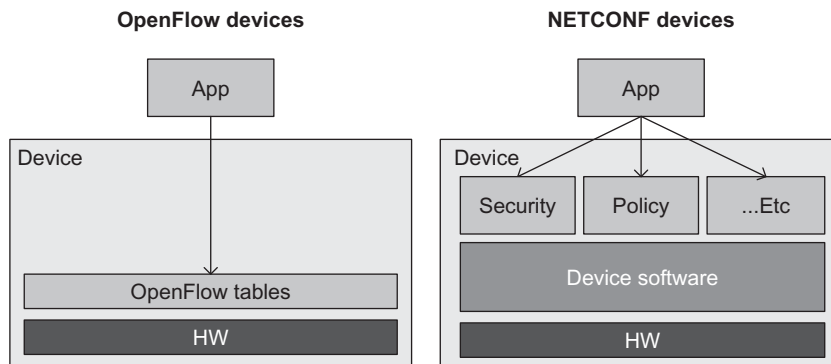 OpenFlow devices
App
Device
OpenFlow tables
HW
NETCONF devices
App
Device
Security
Policy
...Etc
Device software
HW